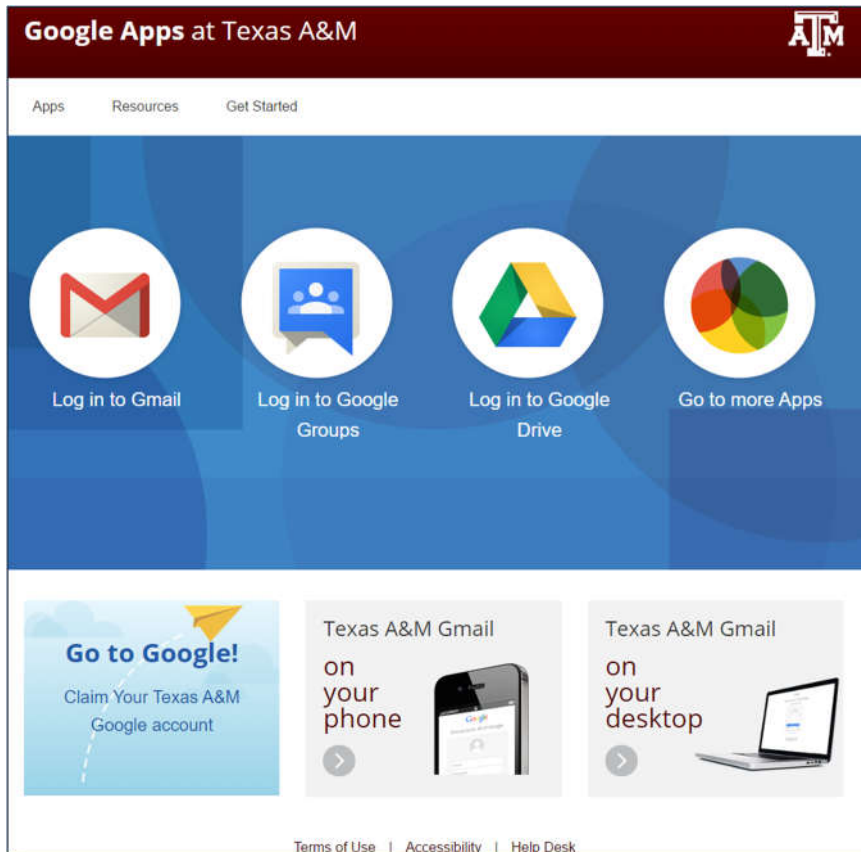 Google Apps at Texas A&M
ATM
Apps Resources Get Started
Log in to Gmail
Log in to Google
Groups
Log in to Google
Drive
Go to more Apps
Go to Google!
Claim Your Texas A&M
Google account
Texas A&M Gmail
on
your
phone
Google
Texas A&M Gmail
on
your
desktop
Terms of Use | Accessibility | Help Desk